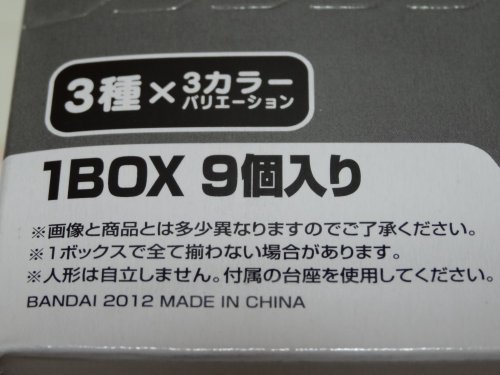 3種×3カラーバリエーション
1BOX 9個入り
※画像と商品とは多少異なりますのでご了承ください。
※1ボックスで全て揃わない場合があります。
※人形は自立しません。付属の台座を使用してください。
BANDAI 2012 MADE IN CHINA